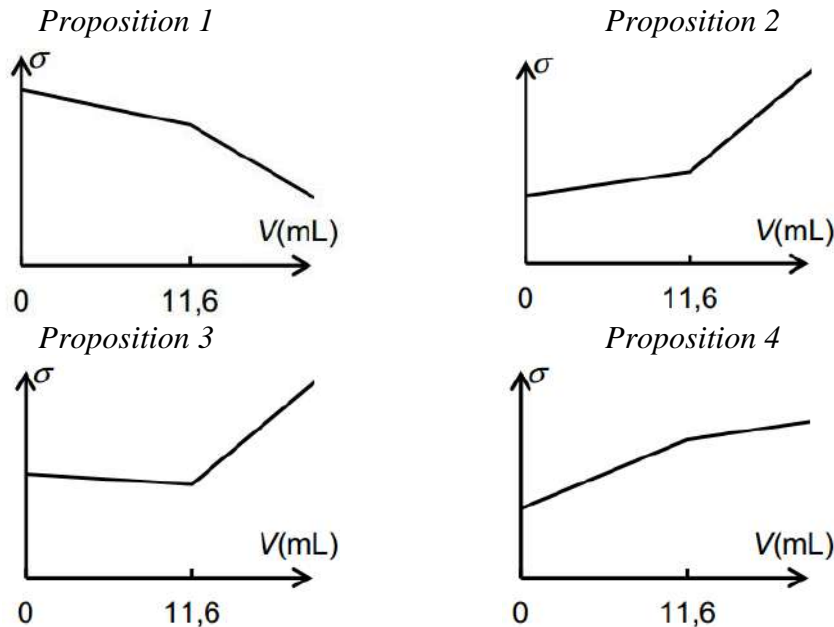 Proposition 1
Proposition 2
σ
σ
V(mL)
V(mL)
0
11,6
0
11,6
Proposition 3
Proposition 4
σ
σ
V(mL)
V(mL)
0
11,6
0
11,6